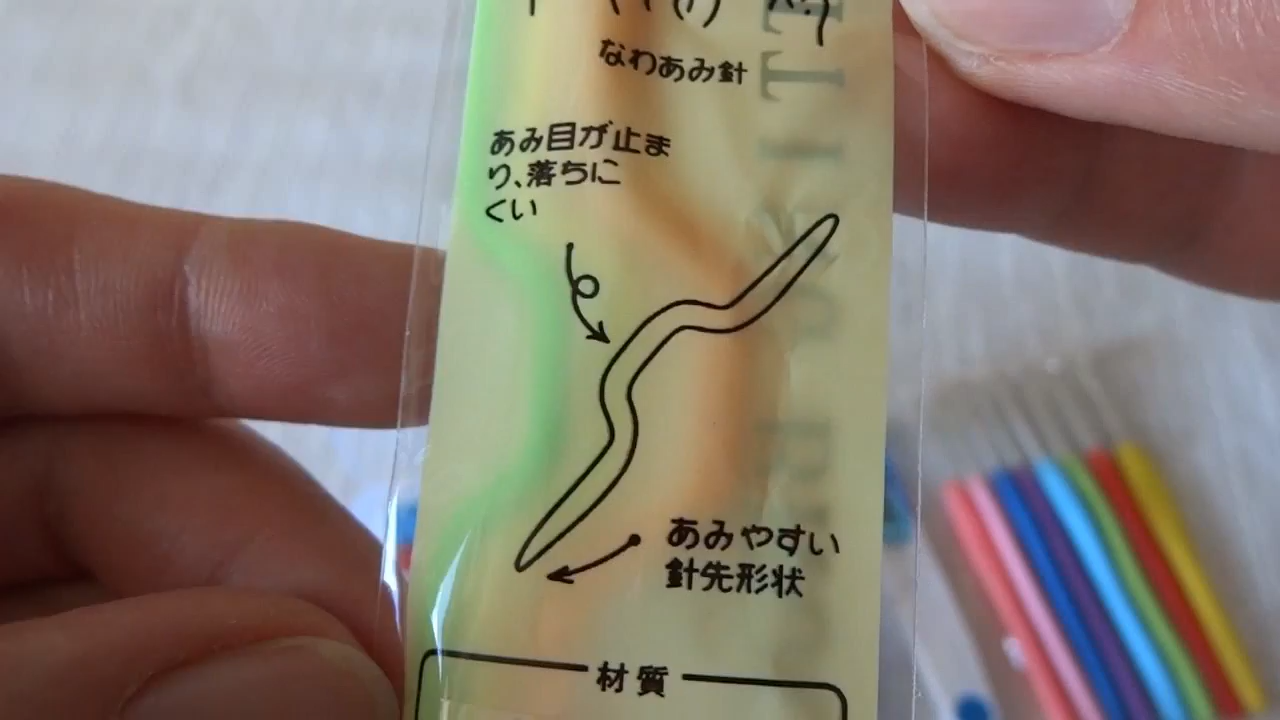 なわあみ針
あみ目が止ま
り、落ちに
くい
あみやすい
針先形状
材質